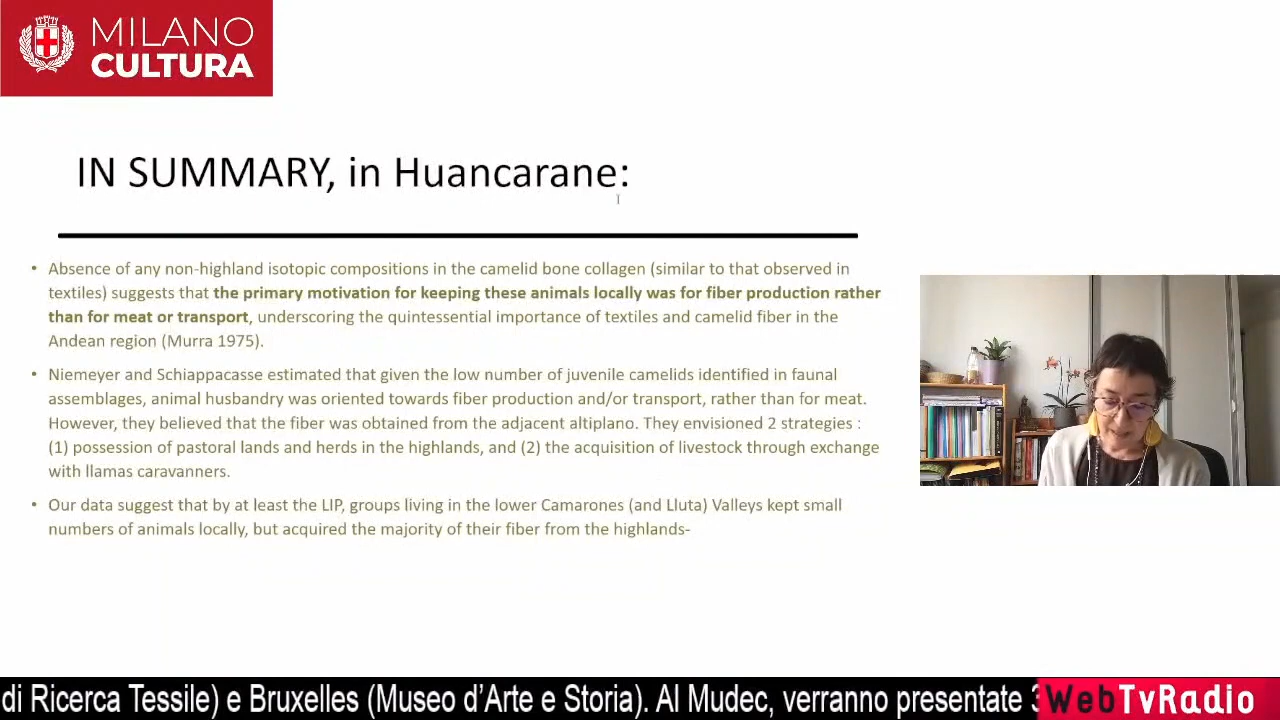 MILANO
CULTURA
IN SUMMARY, in Huancarane:
• Absence of any non-highland isotopic compositions in the camelid bone collagen (similar to that observed in
textiles) suggests that the primary motivation for keeping these animals locally was for fiber production rather
than for meat or transport, underscoring the quintessential importance of textiles and camelid fiber in the
Andean region (Murra 1975).
• Niemeyer and Schiappacasse estimated that given the low number of juvenile camelids identified in faunal
assemblages, animal husbandry was oriented towards fiber production and/or transport, rather than for meat.
However, they believed that the fiber was obtained from the adjacent altiplano. They envisioned 2 strategies :
(1) possession of pastoral lands and herds in the highlands, and (2) the acquisition of livestock through exchange
with llamas caravanners.
• Our data suggest that by at least the LIP, groups living in the lower Camarones (and Lluta) Valleys kept small
numbers of animals locally, but acquired the majority of their fiber from the highlands-
di Ricerca Tessile) e Bruxelles (Museo d'Arte e Storia). Al Mudec, verranno presentate
WebTvRadio